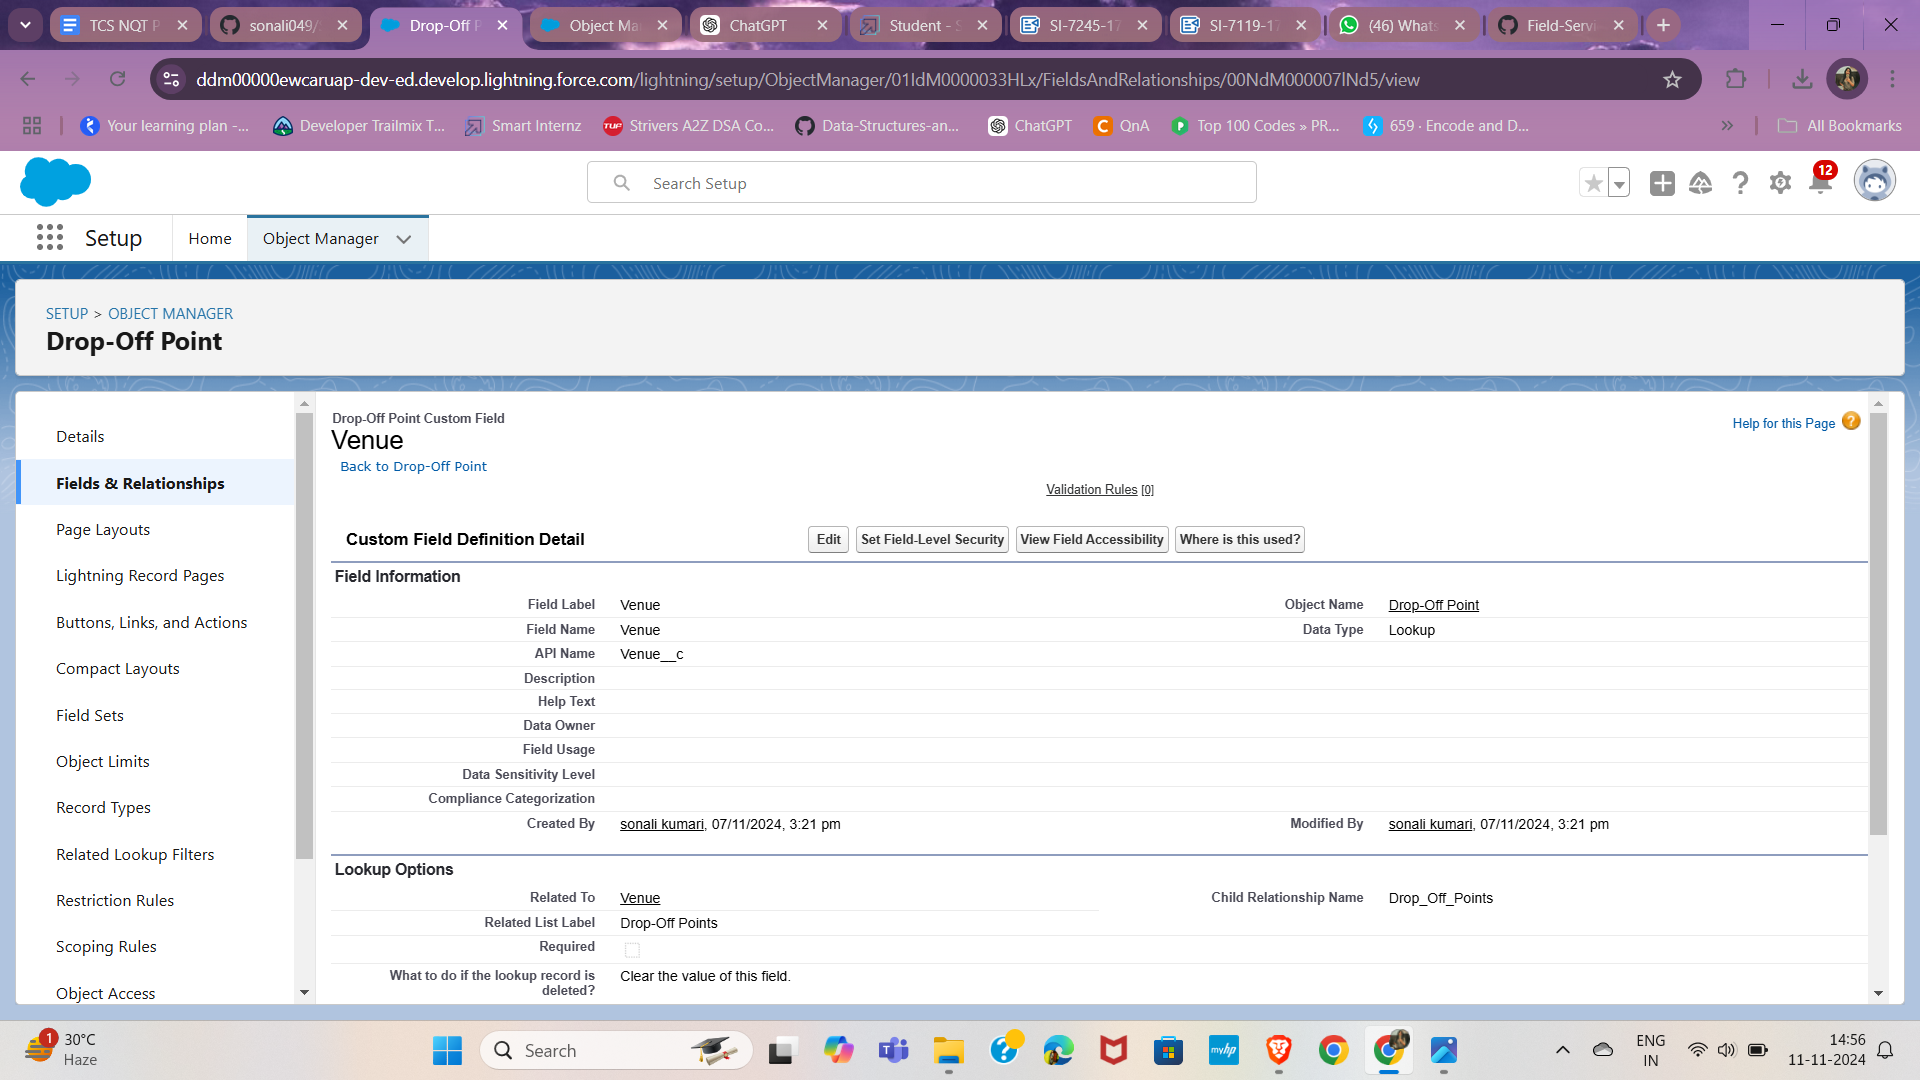 TCS NQT P
sonali049/
Drop-Off P
Object Ma
ChatGPT
Student - S
SI-7245-17
SI-7119-17
(46) Whats
Field-Servi
ddm00000ewcaruap-dev-ed.develop.lightning.force.com/lightning/setup/ObjectManager/01IdM0000033HLx/FieldsAndRelationships/00NdM000007lNd5/view
Your learning plan -...
Developer Trailmix T...
Smart Internz
TUF
Strivers A2Z DSA Co...
Data-Structures-an...
ChatGPT
QnA
Top 100 Codes » PR...
659 · Encode and D...
»
All Bookmarks
Search Setup
12
Setup
Home
Object Manager
SETUP > OBJECT MANAGER
Drop-Off Point
Details
Fields & Relationships
Page Layouts
Lightning Record Pages
Buttons, Links, and Actions
Compact Layouts
Field Sets
Object Limits
Record Types
Related Lookup Filters
Restriction Rules
Scoping Rules
Object Access
Drop-Off Point Custom Field
Venue
Back to Drop-Off Point
Help for this Page
Validation Rules [0]
Custom Field Definition Detail
Edit
Set Field-Level Security
View Field Accessibility
Where is this used?
Field Information
Field Label Venue Object Name Drop-Off Point
Field Name Venue Data Type Lookup
API Name Venue__c
Description
Help Text
Data Owner
Field Usage
Data Sensitivity Level
Compliance Categorization
Created By sonali kumari, 07/11/2024, 3:21 pm Modified By sonali kumari, 07/11/2024, 3:21 pm
Lookup Options
Related To Venue Child Relationship Name Drop_Off_Points
Related List Label Drop-Off Points
Required
What to do if the lookup record is deleted? Clear the value of this field.
1
30°C
Haze
Search
myhp
ENG
IN
14:56
11-11-2024